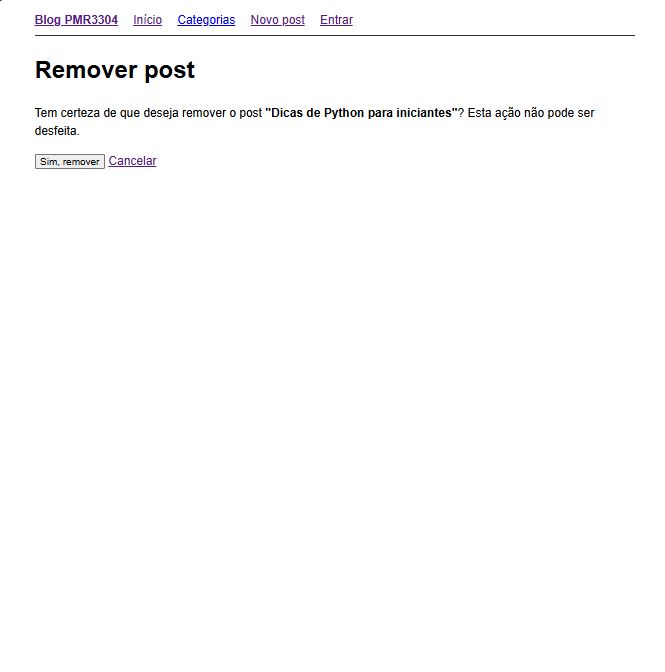 Blog PMR3304 Início Categorias Novo post Entrar
Remover post
Tem certeza de que deseja remover o post "Dicas de Python para iniciantes"? Esta ação não pode ser
desfeita.
Sim, remover Cancelar